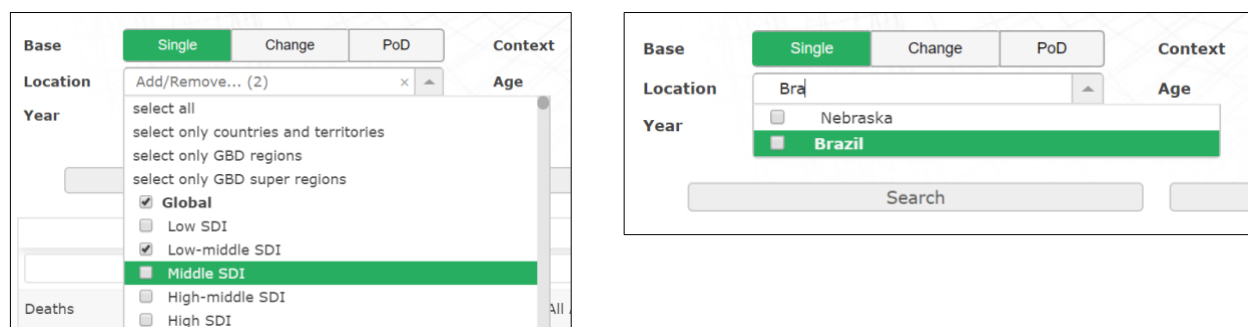 Base Single Change PoD Context
Location Add/Remove... (2) × Age
Year
select all
select only countries and territories
select only GBD regions
select only GBD super regions
Global
Low SDI
Low-middle SDI
Middle SDI
High-middle SDI
Deaths All
High SDI
Base Single Change PoD Context
Location Bra Age
Year
Nebraska
Brazil
Search